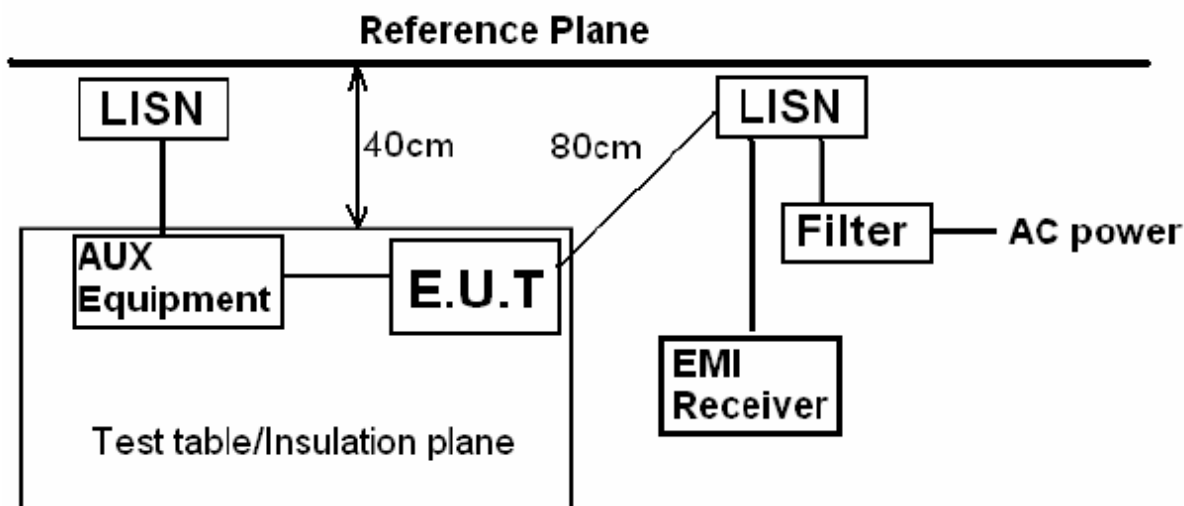 Reference Plane
LISN
LISN
40cm
80cm
AUX
Equipment
E.U.T
Filter
AC power
EMI
Receiver
Test table/Insulation plane